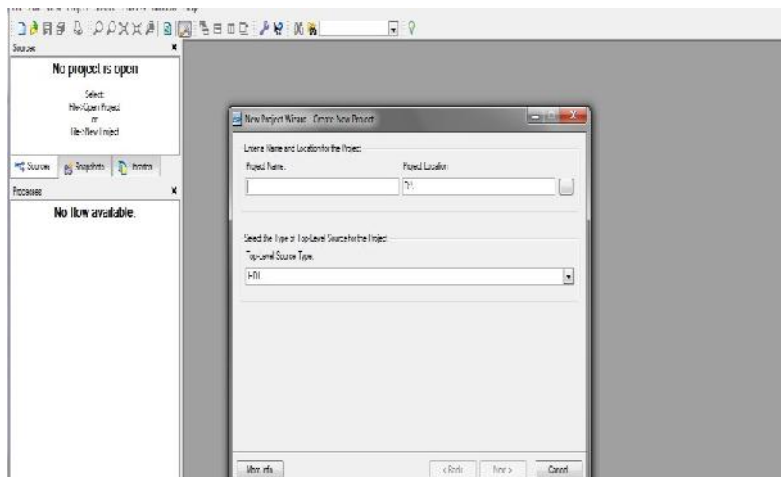 Sources
No project is open
Select:
File->Open Project
or
File->New Project
Sources
Snapshots
Libraries
Processes
No flow available.
New Project Wizard - Create New Project
Enter a Name and Location for the Project
Project Name:
Project Location
D:\
...
Select the Type of Top-Level Source for the Project
Top-Level Source Type:
HDL
More Info
< Back
Next >
Cancel